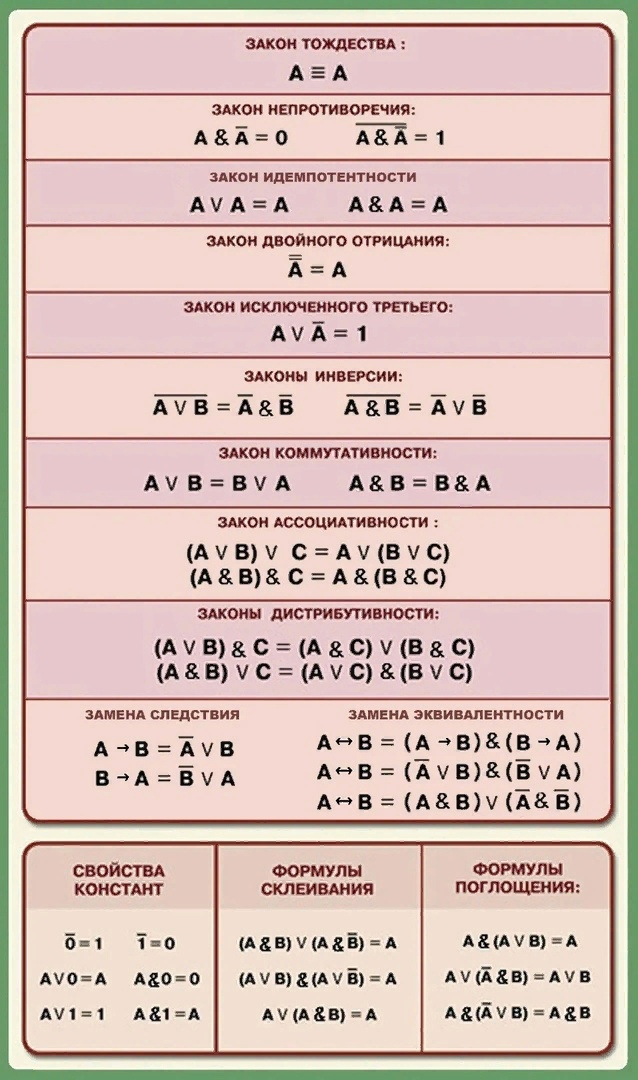 ЗАКОН ТОЖДЕСТВА :
A ≡ A
ЗАКОН НЕПРОТИВОРЕЧИЯ:
A & A̅ = 0 A̅ ̅&̅ ̅A̅̅ = 1
ЗАКОН ИДЕМПОТЕНТНОСТИ
A ∨ A = A A & A = A
ЗАКОН ДВОЙНОГО ОТРИЦАНИЯ:
A̅̅ = A
ЗАКОН ИСКЛЮЧЕННОГО ТРЕТЬЕГО:
A ∨ A̅ = 1
ЗАКОНЫ ИНВЕРСИИ:
A̅ ̅∨̅ ̅B̅ = A̅ & B̅ A̅ ̅&̅ ̅B̅ = A̅ ∨ B̅
ЗАКОН КОММУТАТИВНОСТИ:
A ∨ B = B ∨ A A & B = B & A
ЗАКОН АССОЦИАТИВНОСТИ :
(A ∨ B) ∨ C = A ∨ (B ∨ C)
(A & B) & C = A & (B & C)
ЗАКОНЫ ДИСТРИБУТИВНОСТИ:
(A ∨ B) & C = (A & C) ∨ (B & C)
(A & B) ∨ C = (A ∨ C) & (B ∨ C)
ЗАМЕНА СЛЕДСТВИЯ
A → B = A̅ ∨ B
B → A = B̅ ∨ A
ЗАМЕНА ЭКВИВАЛЕНТНОСТИ
A ↔ B = (A → B) & (B → A)
A ↔ B = (A̅ ∨ B) & (B̅ ∨ A)
A ↔ B = (A & B) ∨ (A̅ & B̅)
СВОЙСТВА
КОНСТАНТ
0̅ = 1 1̅ = 0
A ∨ 0 = A A & 0 = 0
A ∨ 1 = 1 A & 1 = A
ФОРМУЛЫ
СКЛЕИВАНИЯ
(A & B) ∨ (A & B̅) = A
(A ∨ B) & (A ∨ B̅) = A
A ∨ (A & B) = A
ФОРМУЛЫ
ПОГЛОЩЕНИЯ:
A & (A ∨ B) = A
A ∨ (A̅ & B) = A ∨ B
A & (A̅ ∨ B) = A & B